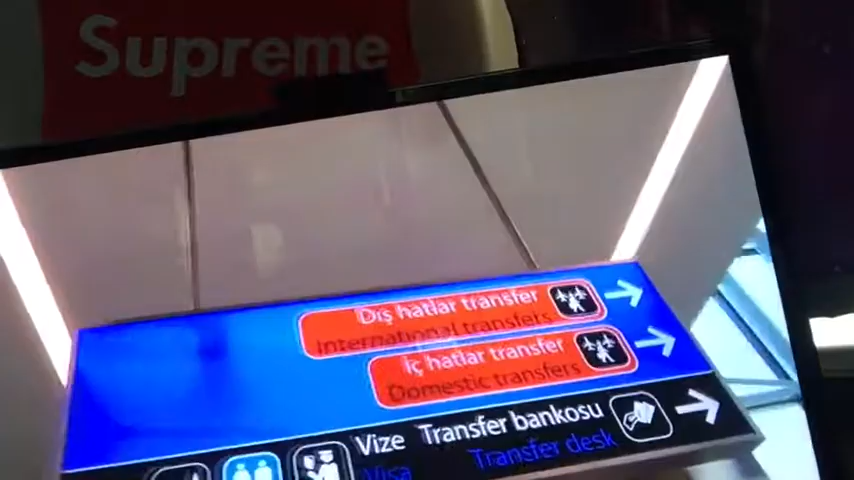 Supreme
Dış hatlar transfer
International transfers
İç hatlar transfer
Domestic transfers
Vize Transfer bankosu
Visa Transfer desk